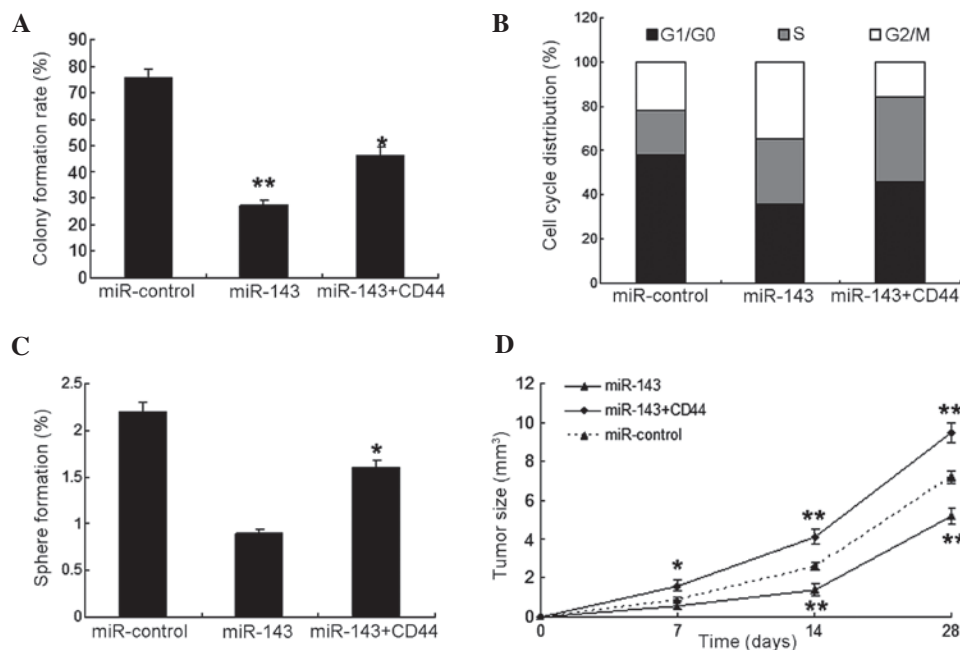 A
Colony formation rate (%)
90
80
70
60
50
40
30
20
10
0
**
*
miR-control miR-143 miR-143+CD44
B
G1/G0 S G2/M
Cell cycle distribution (%)
120
100
80
60
40
20
0
miR-control miR-143 miR-143+CD44
C
Sphere formation (%)
2.5
2
1.5
1
0.5
0
*
miR-control miR-143 miR-143+CD44
D
miR-143
miR-143+CD44
miR-control
Tumor size (mm³)
12
10
8
6
4
2
0
*
**
**
**
**
0 7 14 28
Time (days)